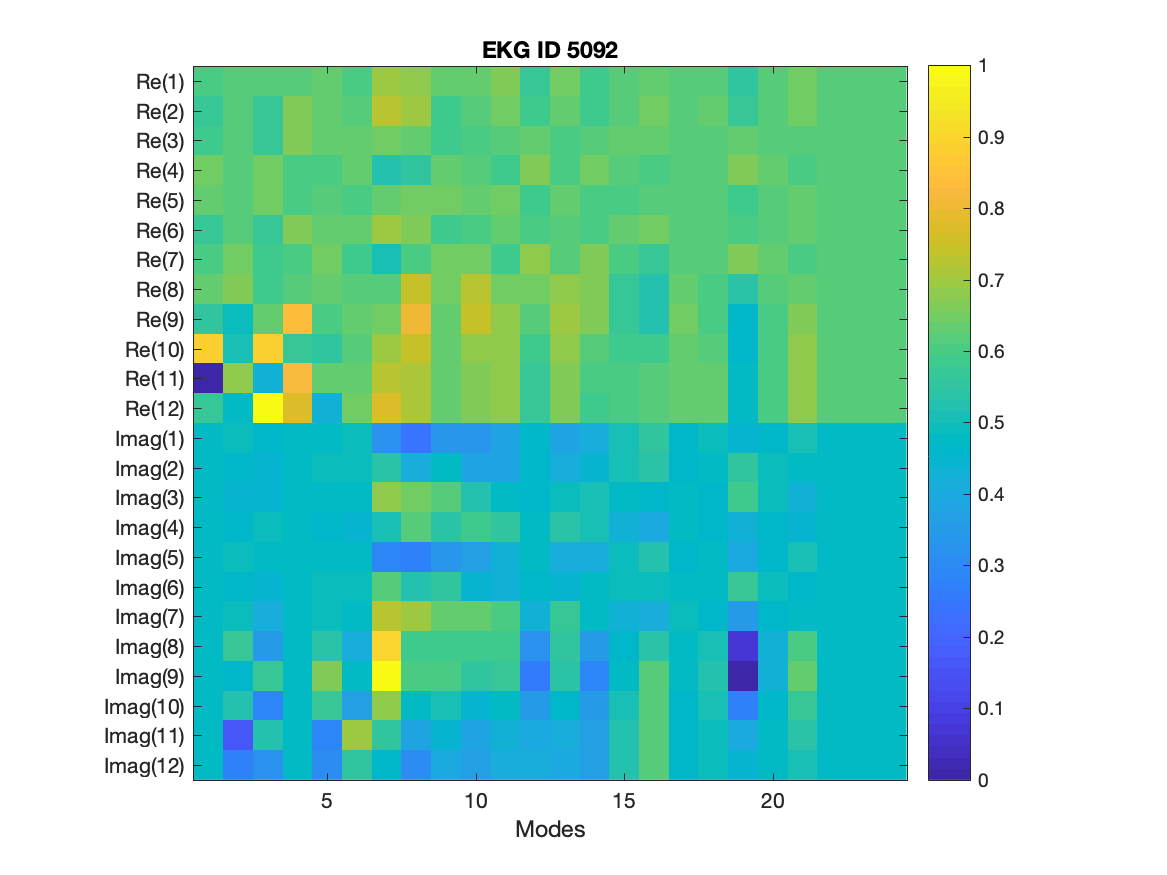 EKG ID 5092
Re(1)
Re(2)
Re(3)
Re(4)
Re(5)
Re(6)
Re(7)
Re(8)
Re(9)
Re(10)
Re(11)
Re(12)
Imag(1)
Imag(2)
Imag(3)
Imag(4)
Imag(5)
Imag(6)
Imag(7)
Imag(8)
Imag(9)
Imag(10)
Imag(11)
Imag(12)
5 10 15 20
Modes
1
0.9
0.8
0.7
0.6
0.5
0.4
0.3
0.2
0.1
0